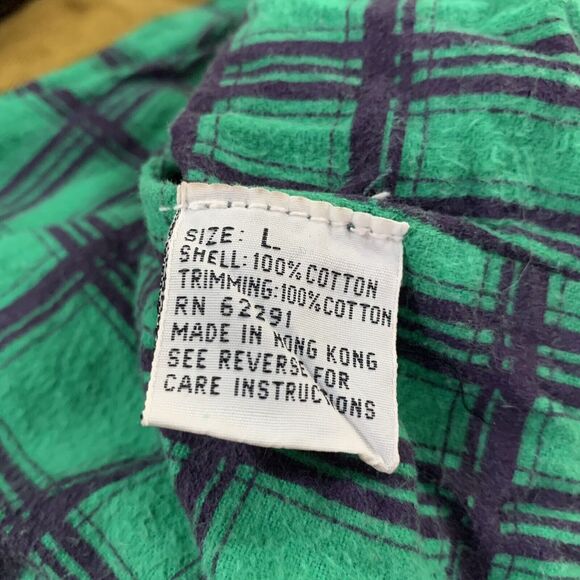 SIZE: L
SHELL: 100% COTTON
TRIMMING: 100% COTTON
RN 62291
MADE IN HONG KONG
SEE REVERSE FOR
CARE INSTRUCTIONS